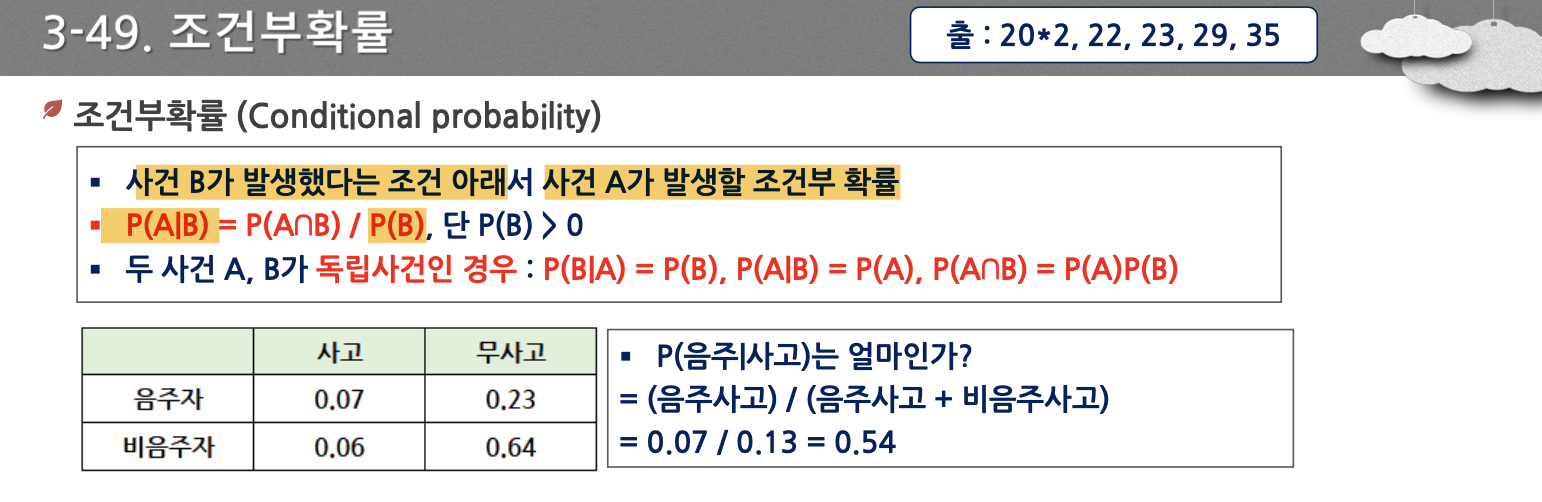 3-49. 조건부확률
출 : 20*2, 22, 23, 29, 35
조건부확률 (Conditional probability)
▪ 사건 B가 발생했다는 조건 아래서 사건 A가 발생할 조건부 확률
▪ P(A|B) = P(A∩B) / P(B), 단 P(B) > 0
▪ 두 사건 A, B가 독립사건인 경우 : P(B|A) = P(B), P(A|B) = P(A), P(A∩B) = P(A)P(B)
사고 무사고
음주자 0.07 0.23
비음주자 0.06 0.64
▪ P(음주|사고)는 얼마인가?
= (음주사고) / (음주사고 + 비음주사고)
= 0.07 / 0.13 = 0.54